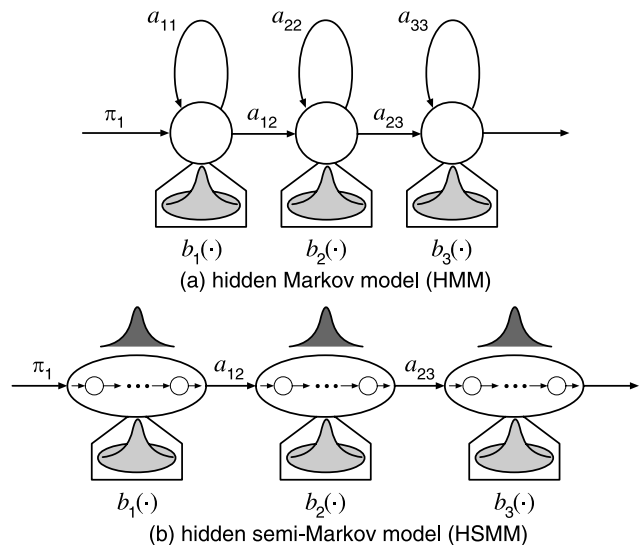 a₁₁ a₂₂ a₃₃
π₁ a₁₂ a₂₃
b₁(·) b₂(·) b₃(·)
(a) hidden Markov model (HMM)
π₁ a₁₂ a₂₃
b₁(·) b₂(·) b₃(·)
(b) hidden semi-Markov model (HSMM)